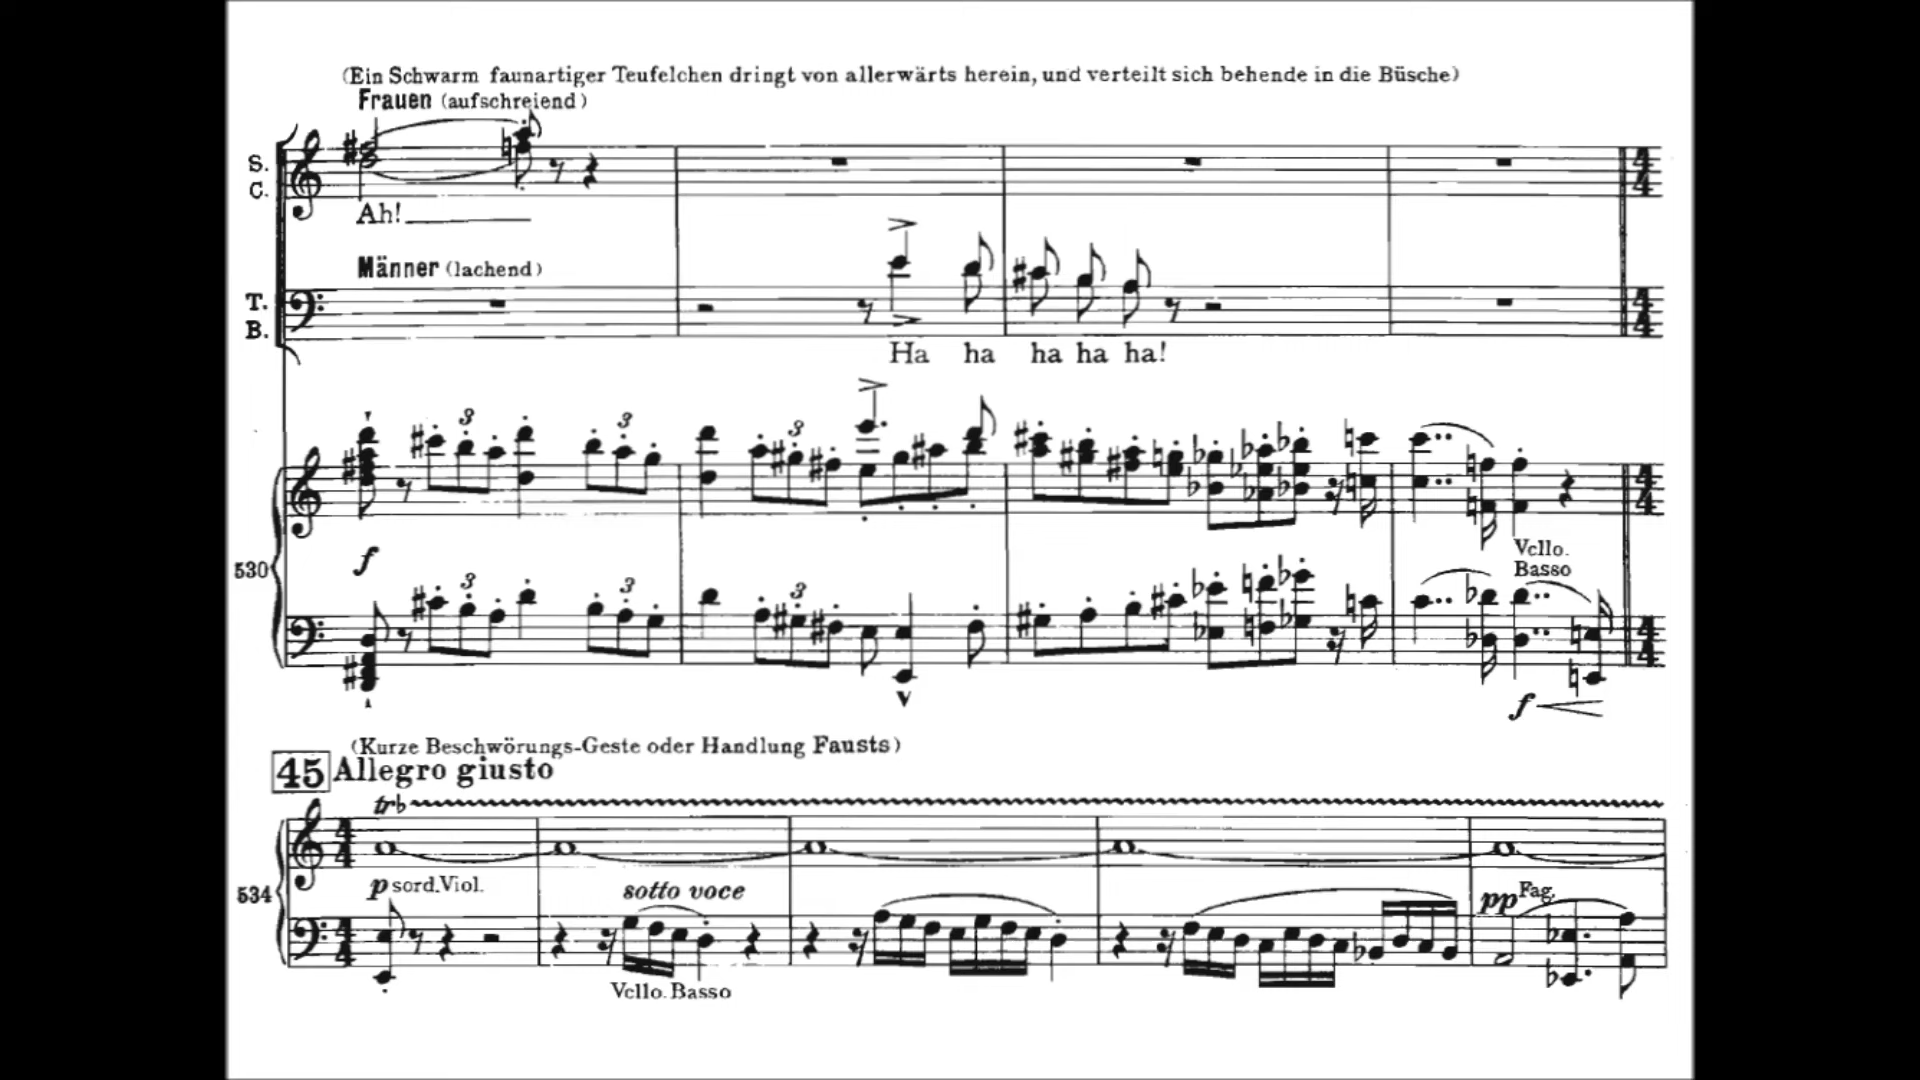 (Ein Schwarm faunartiger Teufelchen dringt von allerwärts herein, und verteilt sich behende in die Büsche)
Frauen (aufschreiend)
S.
C.
Ah!
Männer (lachend)
T.
B.
Ha ha ha ha ha!
3 3 3
f
Vcllo.
Basso
530
3 3 3
f
(Kurze Beschwörungs-Geste oder Handlung Fausts)
45 Allegro giusto
tr♭
p sord. Viol.
sotto voce
pp Fag.
534
Vcllo. Basso